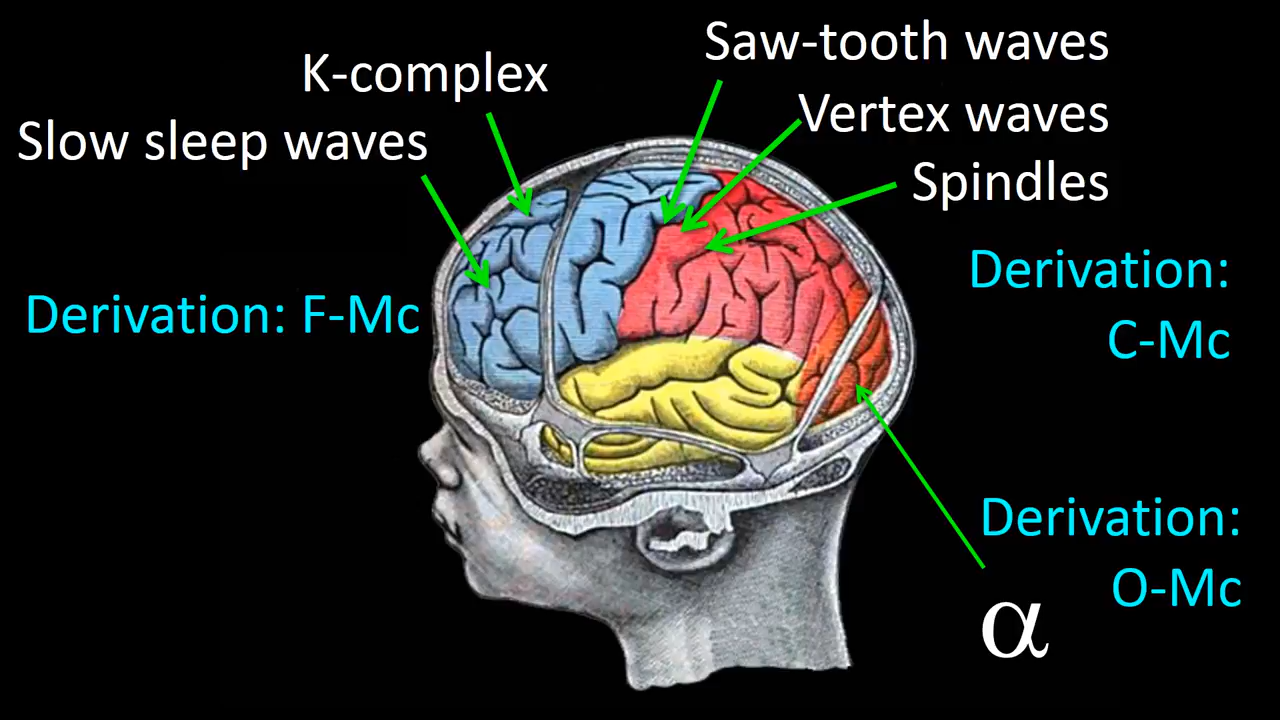 Saw-tooth waves
K-complex
Vertex waves
Slow sleep waves
Spindles
Derivation:
C-Mc
Derivation: F-Mc
Derivation:
O-Mc
α